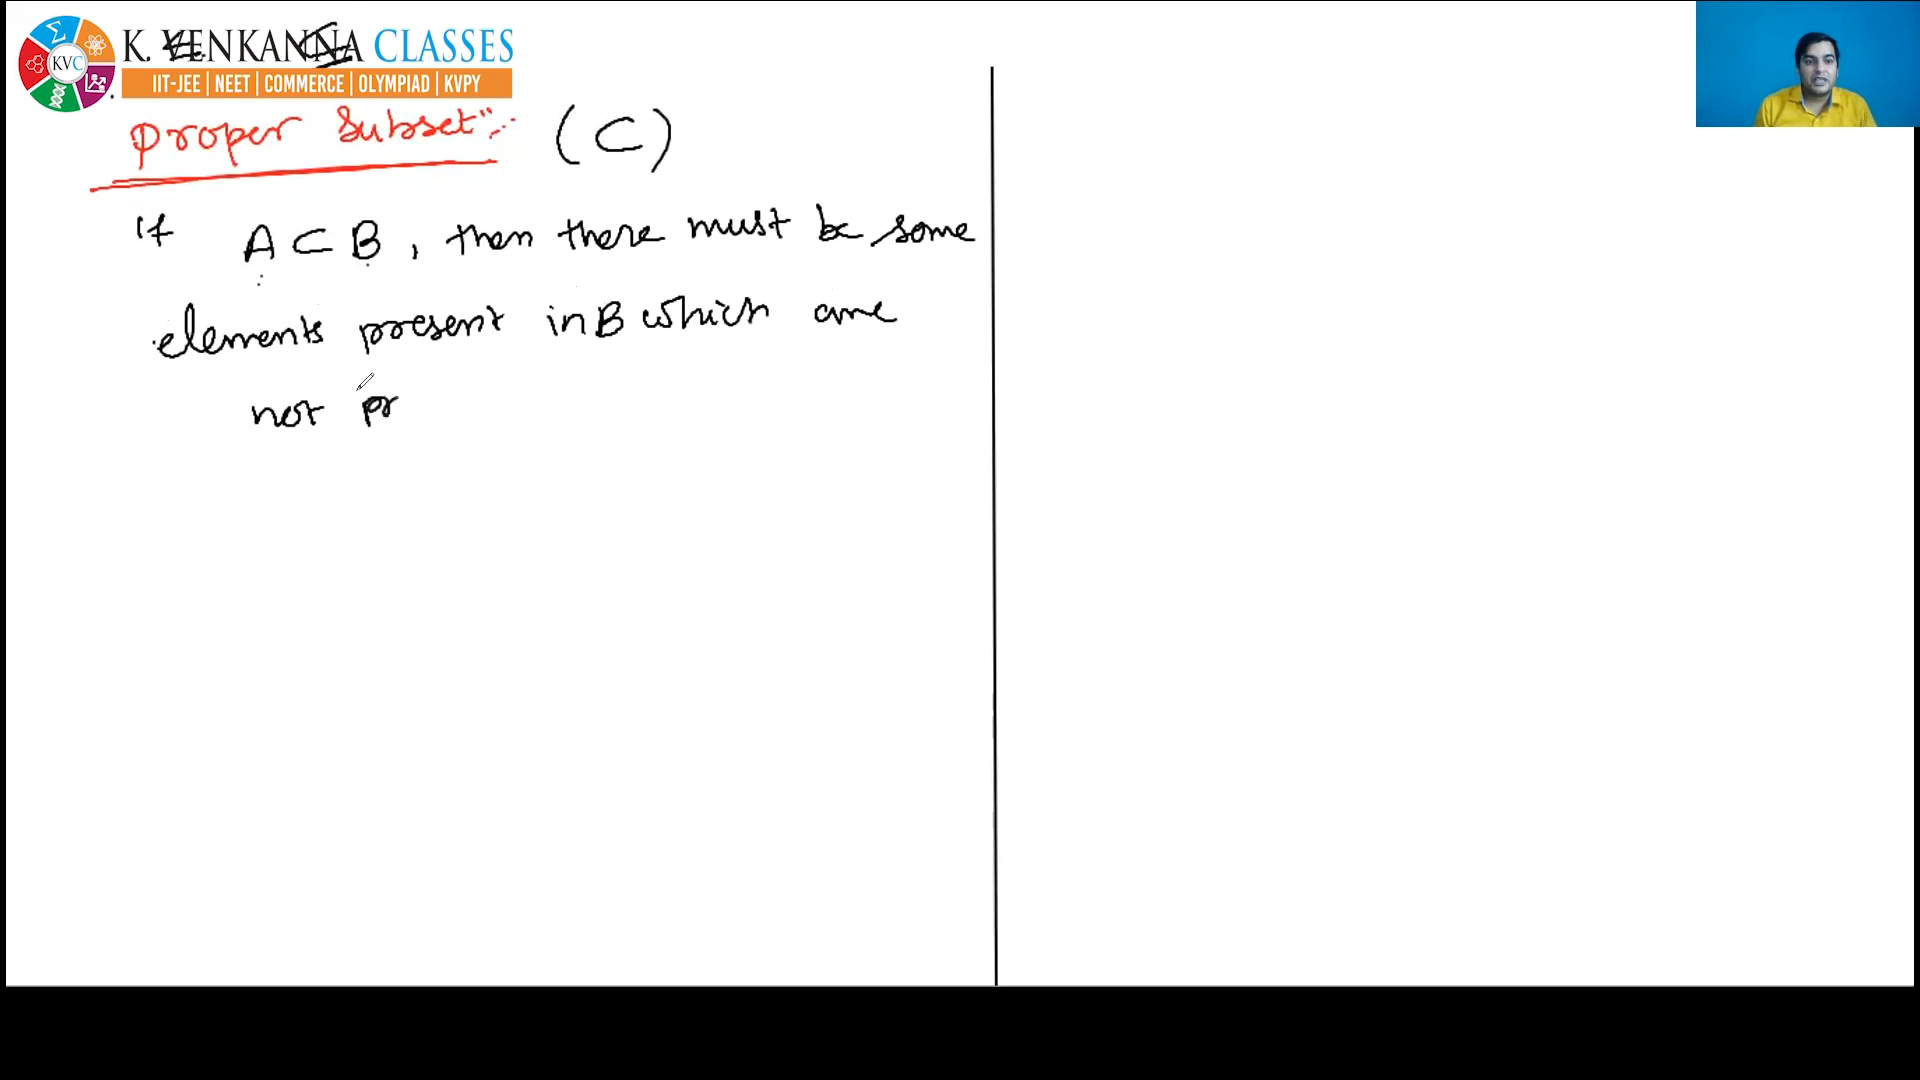 K. VENKANNA CLASSES
KVC
IIT-JEE | NEET | COMMERCE | OLYMPIAD | KVPY
Proper Subset :- (⊂)
If A ⊂ B, then there must be some
elements present in B which are
not pr